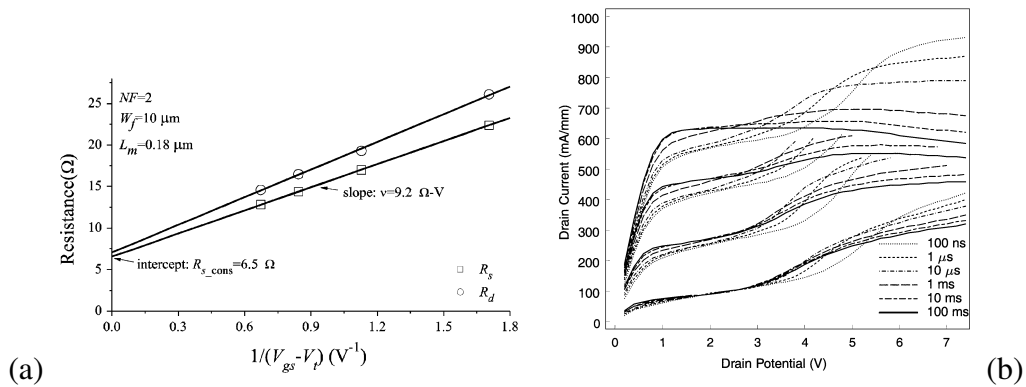 (a)
Resistance(Ω)
25
20
15
10
5
0
NF=2
W_f=10 μm
L_m=0.18 μm
slope: ν=9.2 Ω-V
intercept: R_s_cons=6.5 Ω
R_s
R_d
0.0 0.3 0.6 0.9 1.2 1.5 1.8
1/(V_gs-V_t) (V^-1)
(b)
Drain Current (mA/mm)
1000
900
800
700
600
500
400
300
200
100
0
100 ns
1 μs
10 μs
1 ms
10 ms
100 ms
0 1 2 3 4 5 6 7
Drain Potential (V)